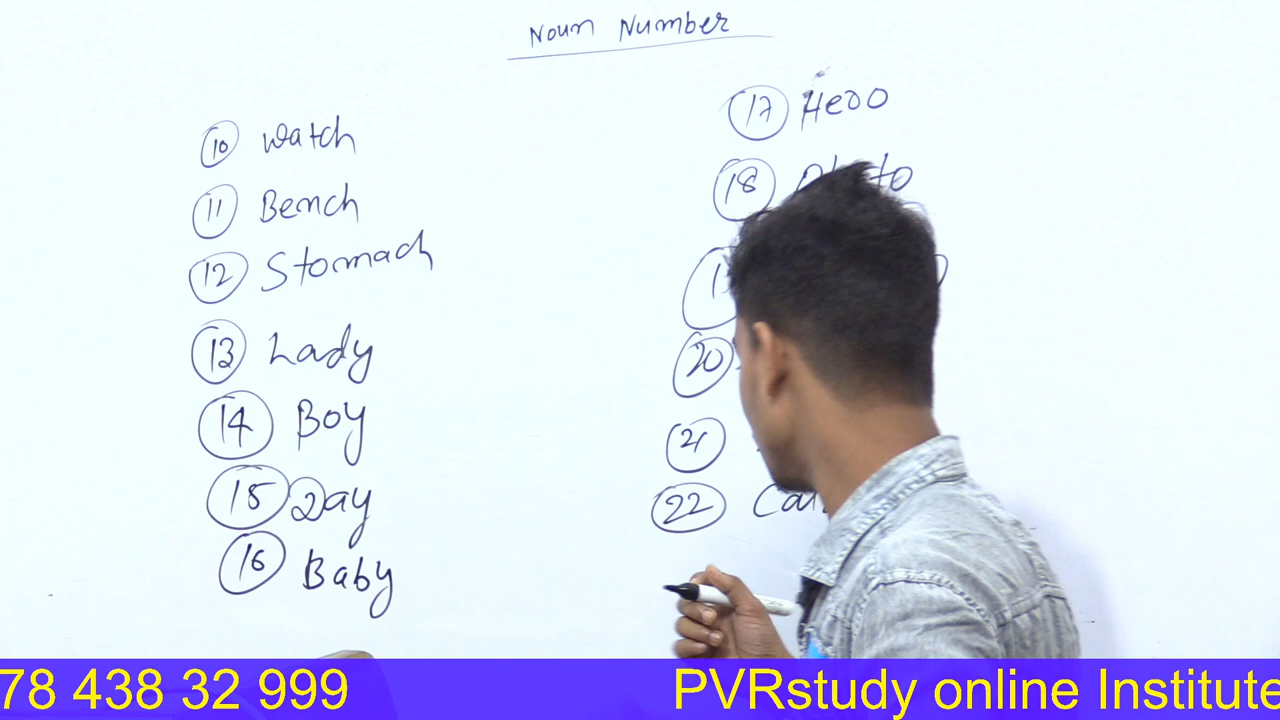 Noun Number
10 Watch
11 Bench
12 Stomach
13 Lady
14 Boy
15 Day
16 Baby
17 Hero
18
20
21
22
78 438 32 999
PVRstudy online Institute